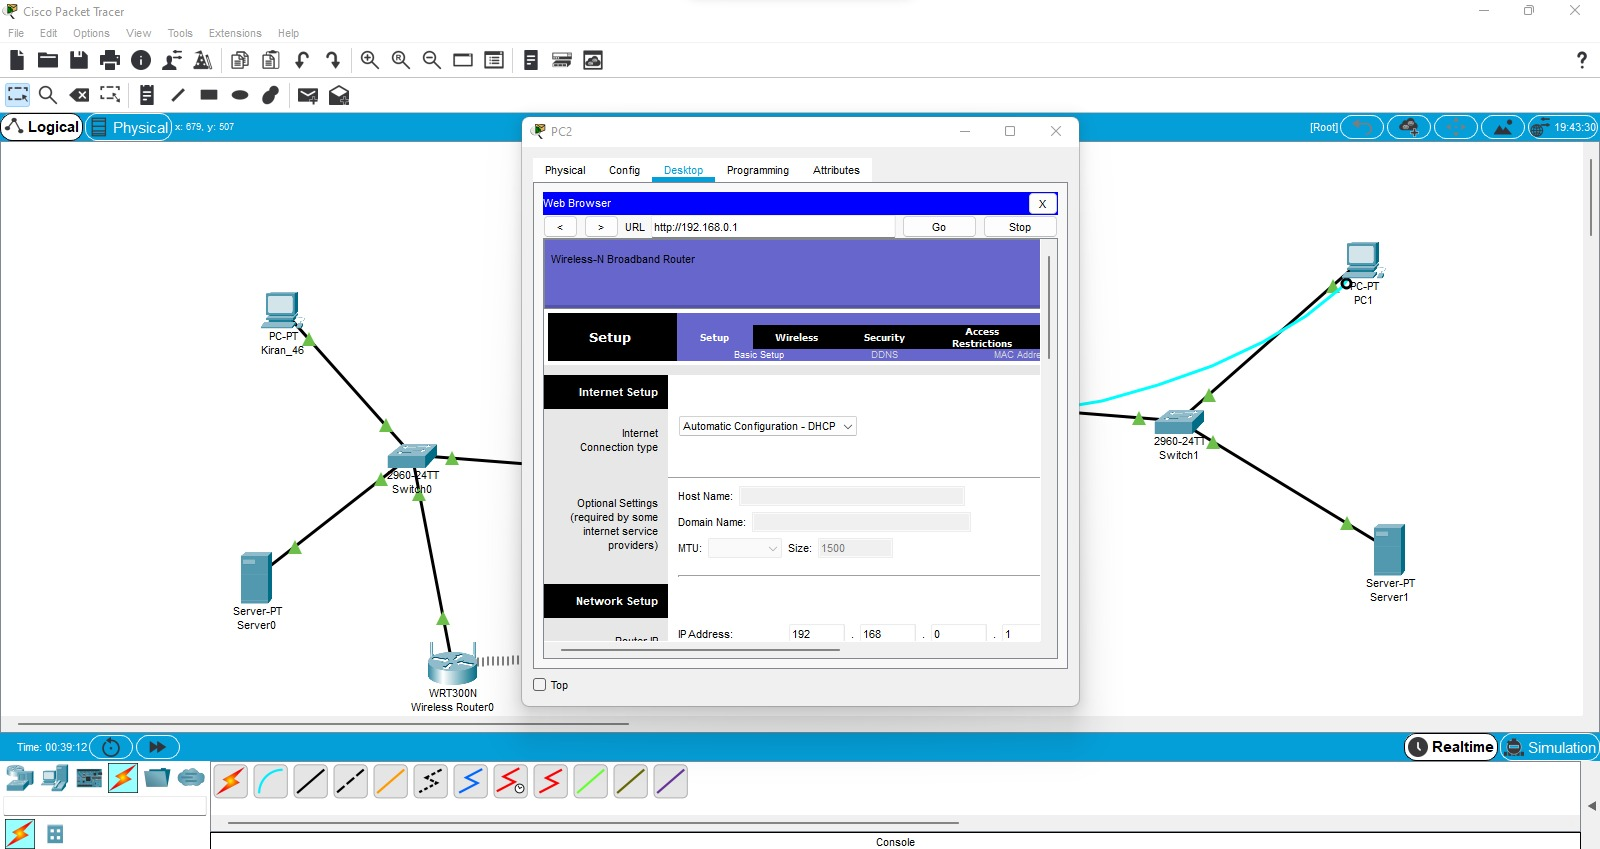 Cisco Packet Tracer
File Edit Options View Tools Extensions Help
Logical Physical x: 679, y: 507 [Root] 19:43:30
PC2
Physical Config Desktop Programming Attributes
Web Browser X
< > URL http://192.168.0.1 Go Stop
Wireless-N Broadband Router
Setup Setup Wireless Security Access Restrictions
Basic Setup DDNS MAC Addre
Internet Setup
Internet Connection type
Automatic Configuration - DHCP
Optional Settings
(required by some
internet service
providers)
Host Name:
Domain Name:
MTU: Size: 1500
Network Setup
Router IP
IP Address: 192 . 168 . 0 . 1
Top
PC-PT
Kiran_46
2960-24TT
Switch0
Server-PT
Server0
WRT300N
Wireless Router0
PC-PT
PC1
2960-24TT
Switch1
Server-PT
Server1
Time: 00:39:12 Realtime Simulation
Console